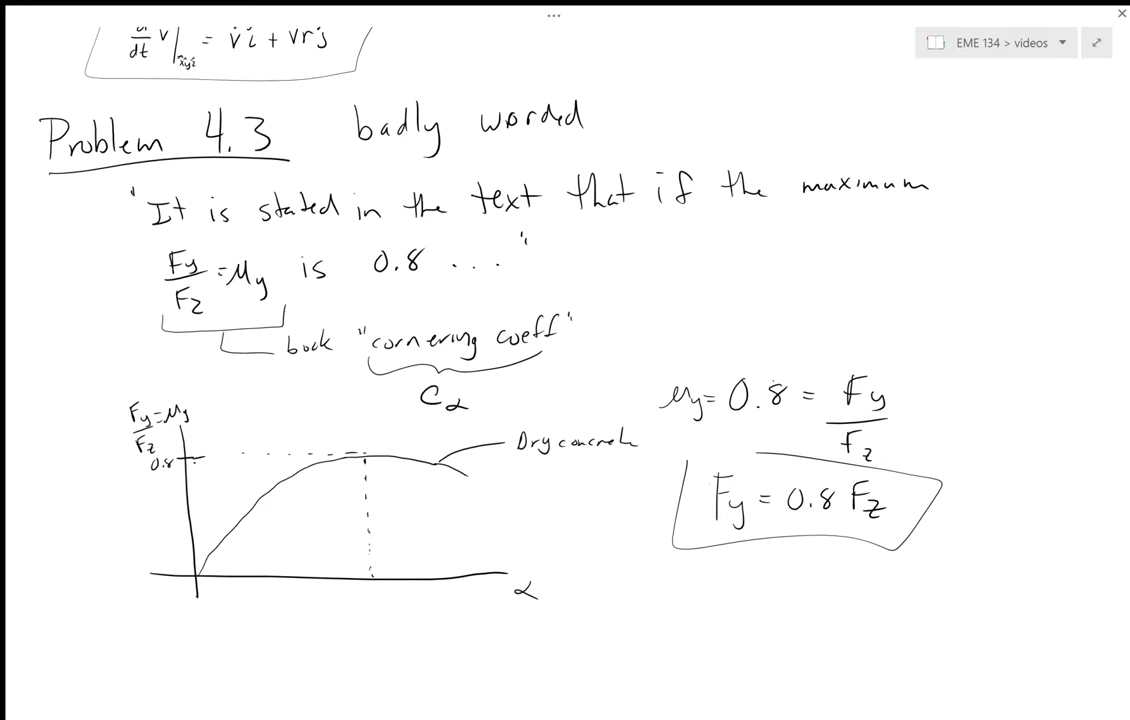 d/dt v|xyz = v̇ i + vrj
EME 134 > videos
Problem 4.3 badly worded
"It is stated in the text that if the maximum
Fy/Fz = μy is 0.8 ..."
book "cornering coeff"
Cα
Fy/Fz = μy
0.8
Dry concrete
α
μy = 0.8 = Fy/Fz
Fy = 0.8 Fz